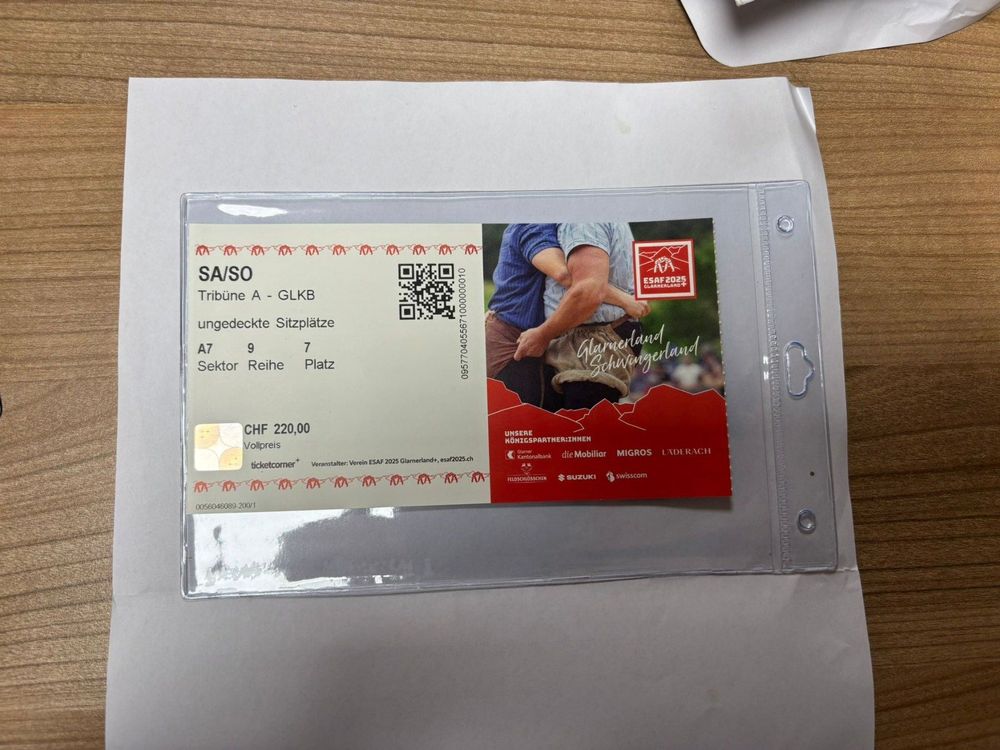 SA/SO
Tribüne A - GLKB
ungedeckte Sitzplätze
A7 9 7
Sektor Reihe Platz
CHF 220,00
Vollpreis
ticketcorner
Veranstalter: Verein ESAF 2025 Glarnerland+, esaf2025.ch
0056046089-200/1
ESAF 2025
GLARNERLAND+
Glarnerland
Schwingerland
UNSERE
KÖNIGSPARTNER:INNEN
Glarner
Kantonalbank
die Mobiliar
MIGROS
LÄDERACH
FELDSCHLÖSSCHEN
SUZUKI
swisscom